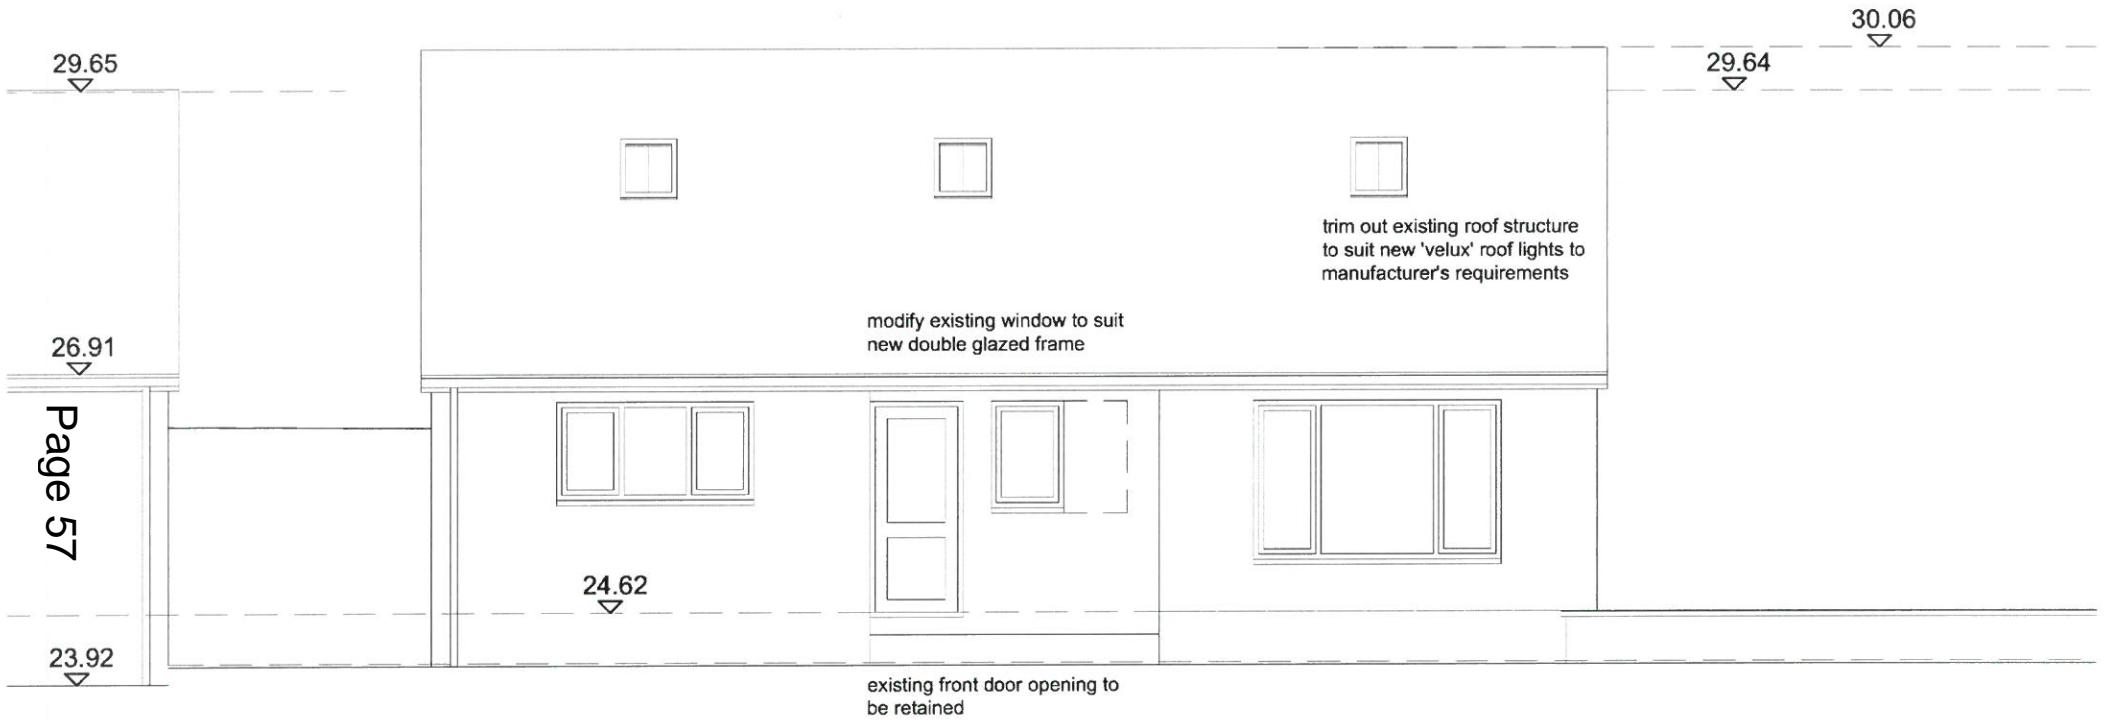 30.06
29.65
29.64
trim out existing roof structure
to suit new 'velux' roof lights to
manufacturer's requirements
modify existing window to suit
new double glazed frame
26.91
Page 57
24.62
23.92
existing front door opening to
be retained